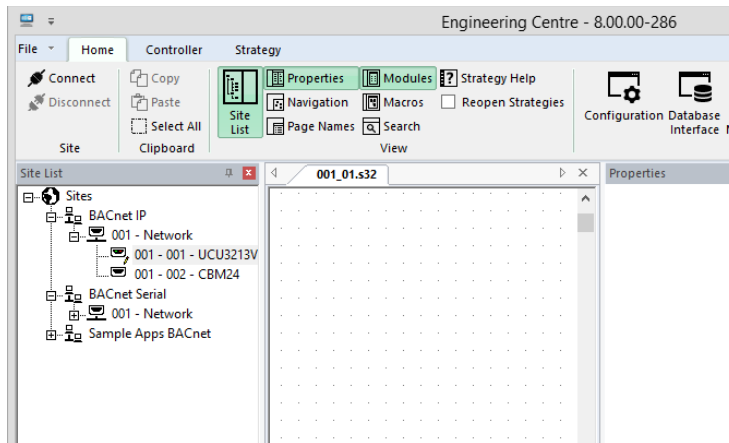 Engineering Centre - 8.00.00-286
File Home Controller Strategy
Connect Copy Properties Modules Strategy Help
Disconnect Paste Navigation Macros Reopen Strategies
Select All Site List Page Names Search
Configuration Database Interface
Site Clipboard View
Site List 001_01.s32 Properties
Sites
BACnet IP
001 - Network
001 - 001 - UCU3213V
001 - 002 - CBM24
BACnet Serial
001 - Network
Sample Apps BACnet